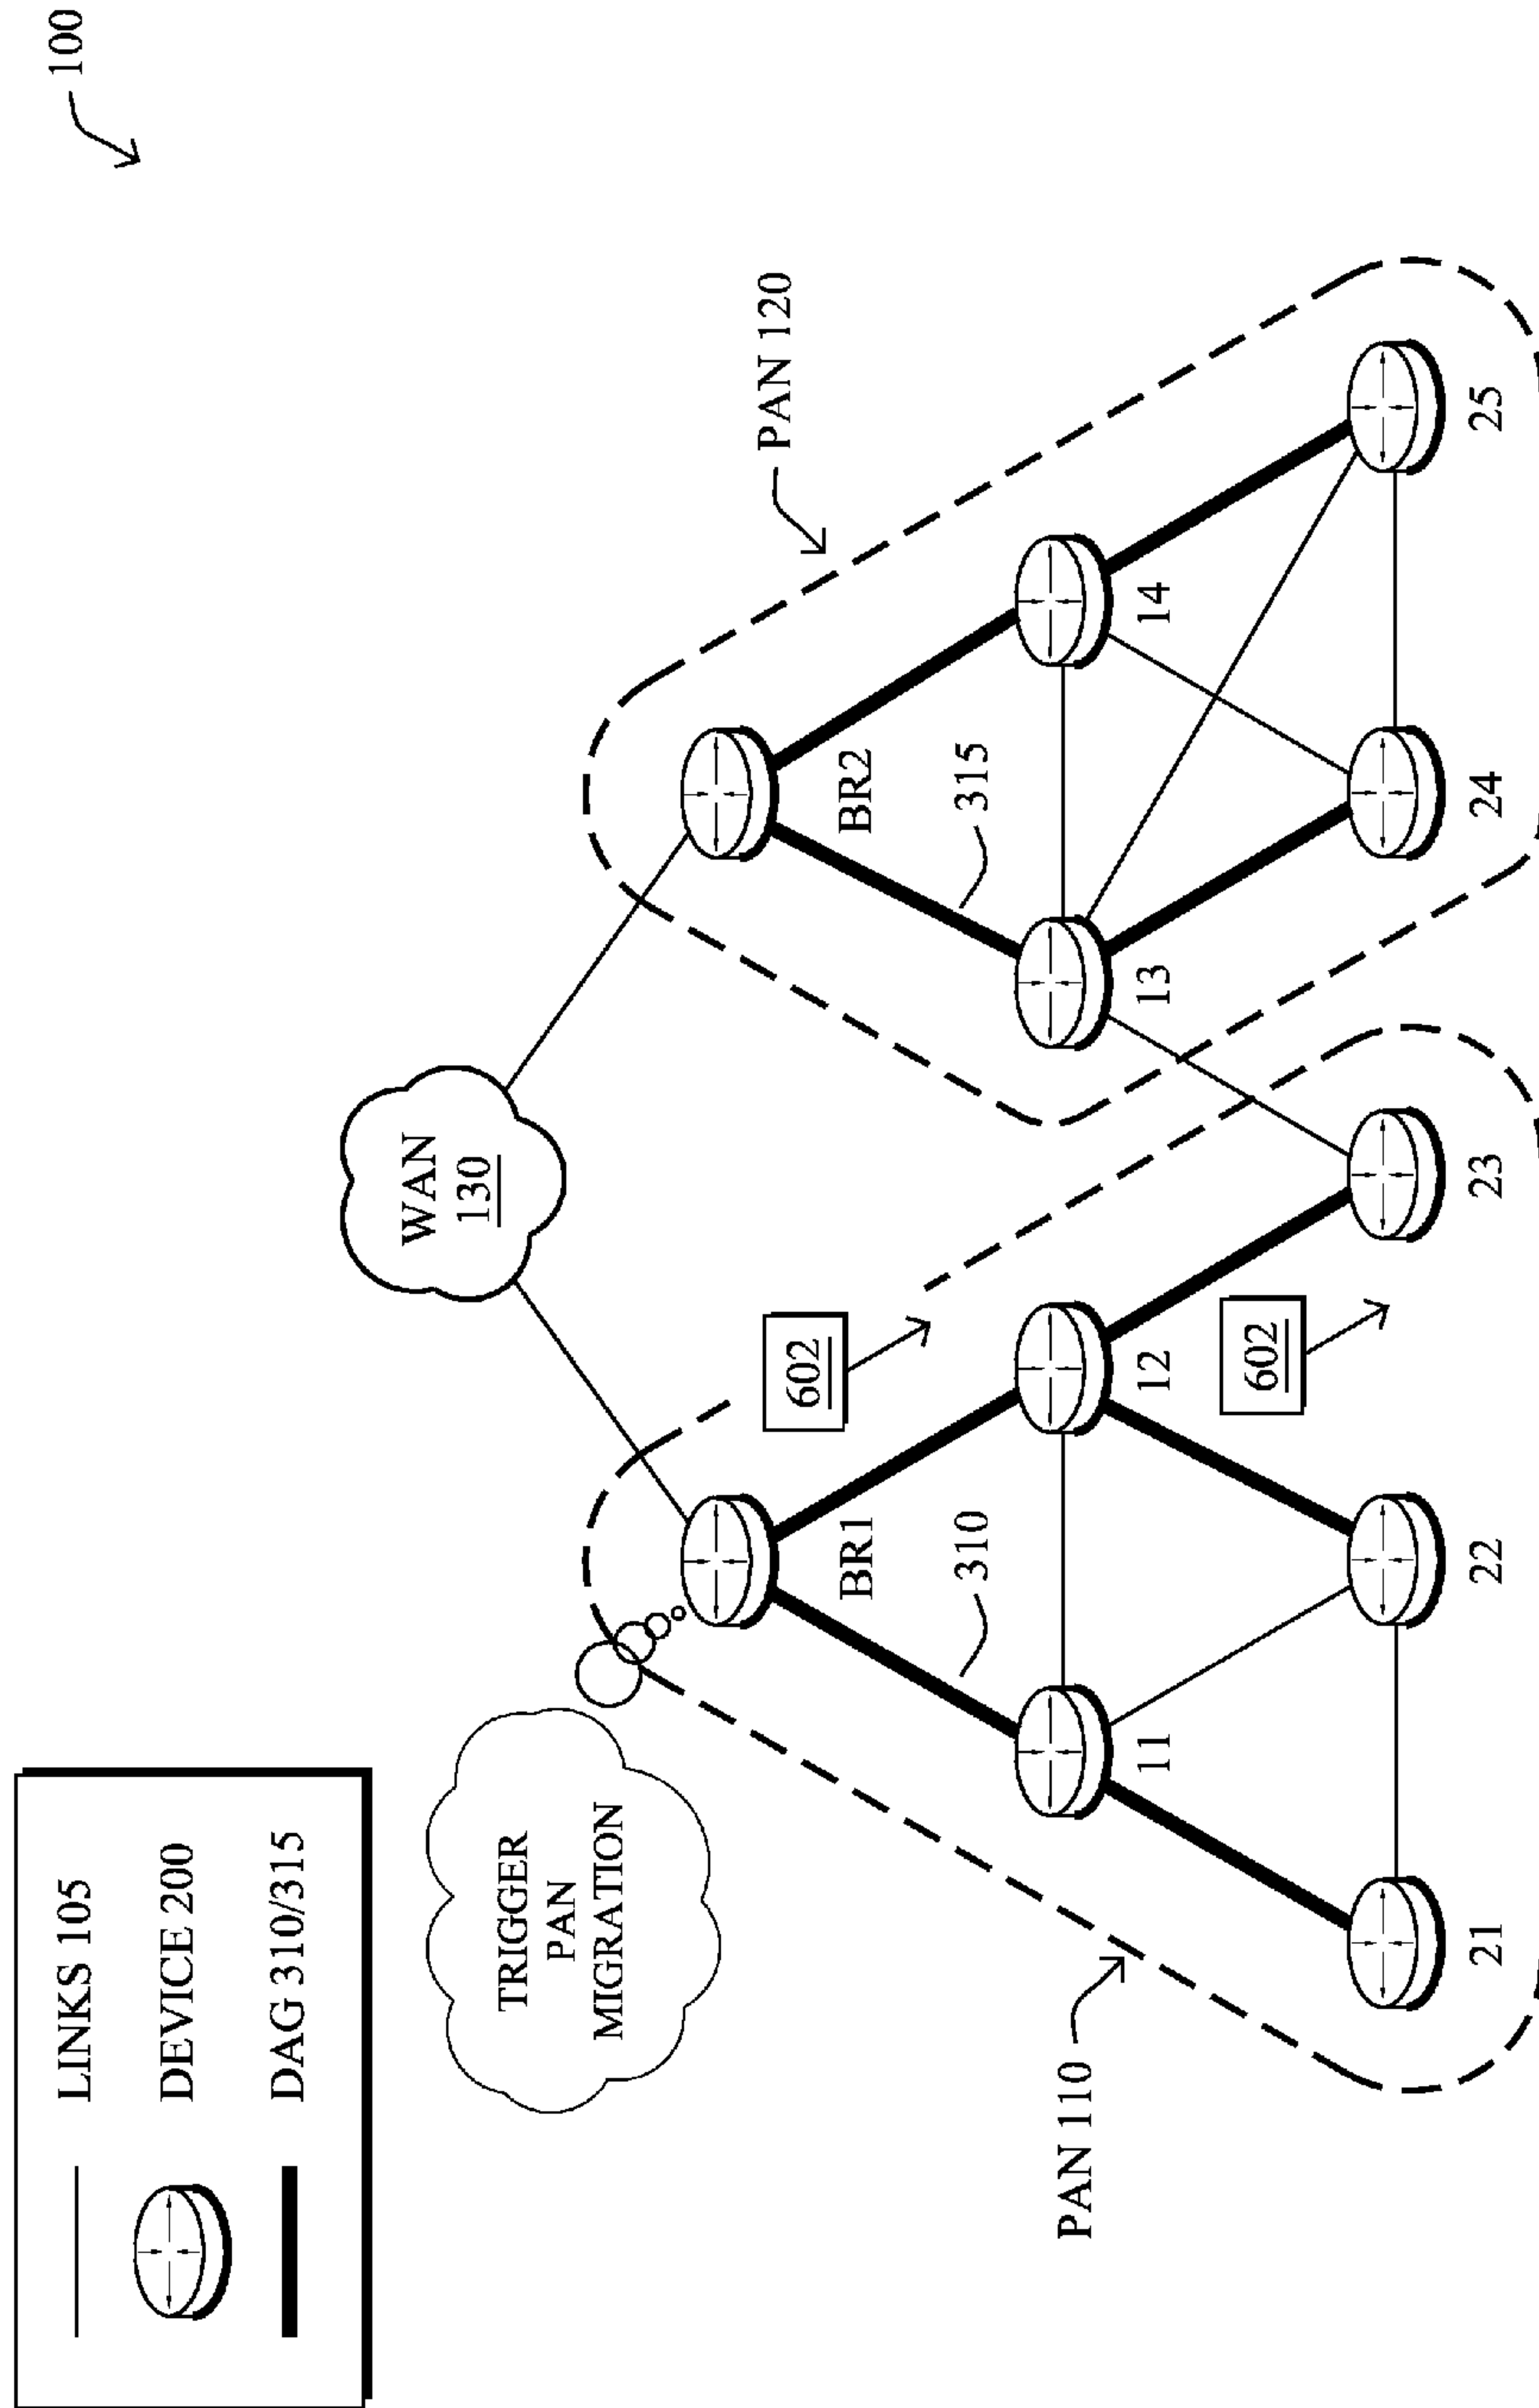 LINKS 105
DEVICE 200
DAG 310/315
100
WAN
130
TRIGGER
PAN
MIGRATION
PAN 120
602
BR1
BR2
310
315
PAN 110
11
12
13
14
602
21
22
23
24
25